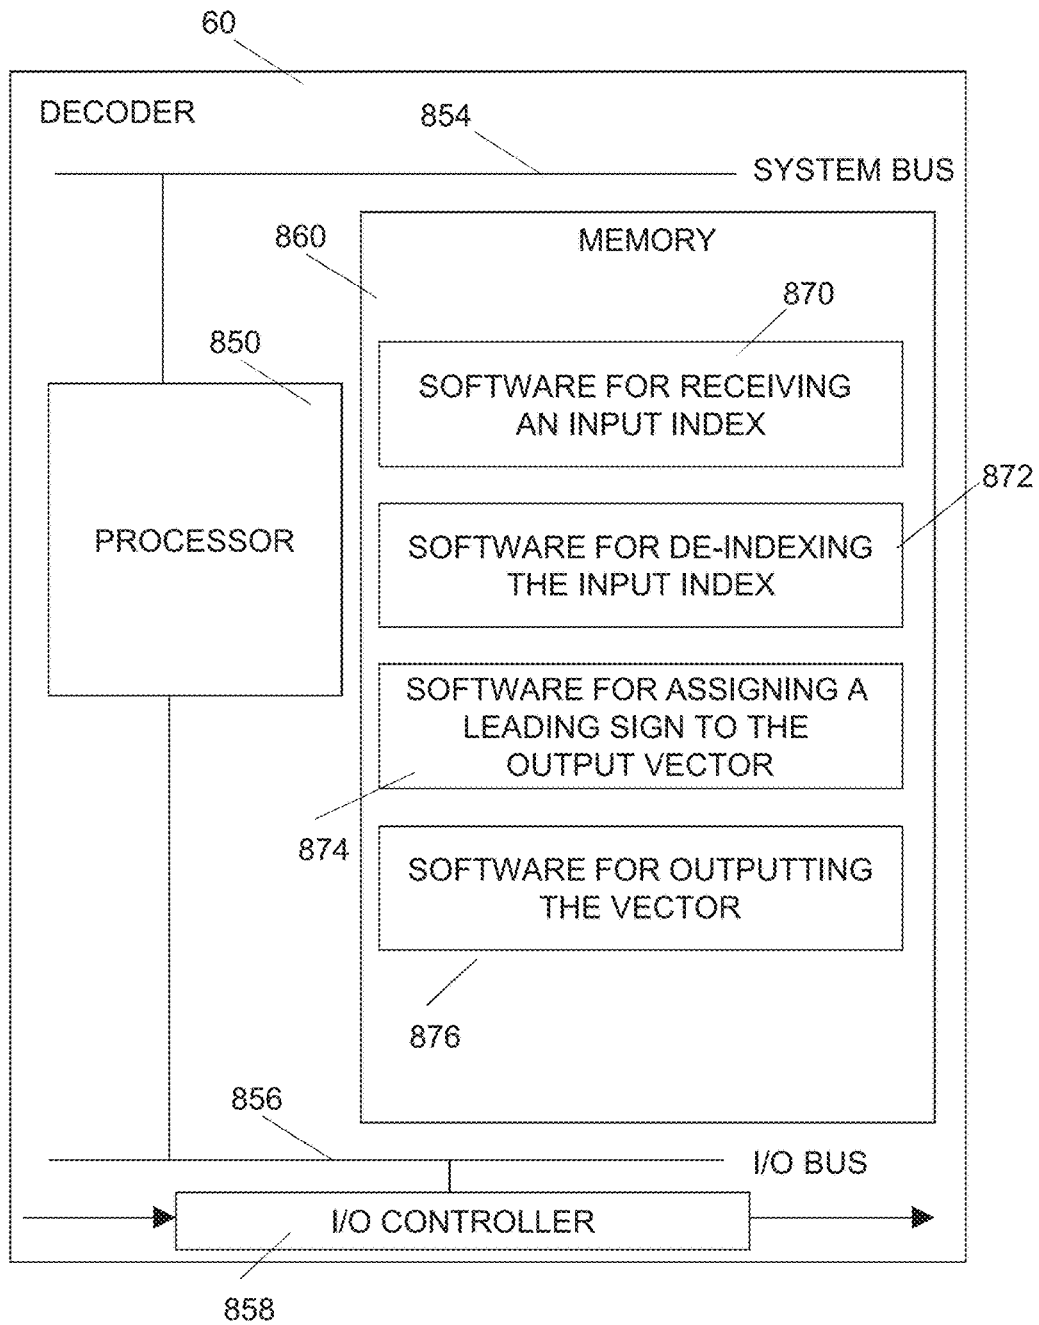 60
DECODER
854
SYSTEM BUS
860
MEMORY
870
850
SOFTWARE FOR RECEIVING
AN INPUT INDEX
872
PROCESSOR
SOFTWARE FOR DE-INDEXING
THE INPUT INDEX
SOFTWARE FOR ASSIGNING A
LEADING SIGN TO THE
OUTPUT VECTOR
874
SOFTWARE FOR OUTPUTTING
THE VECTOR
876
856
I/O BUS
I/O CONTROLLER
858